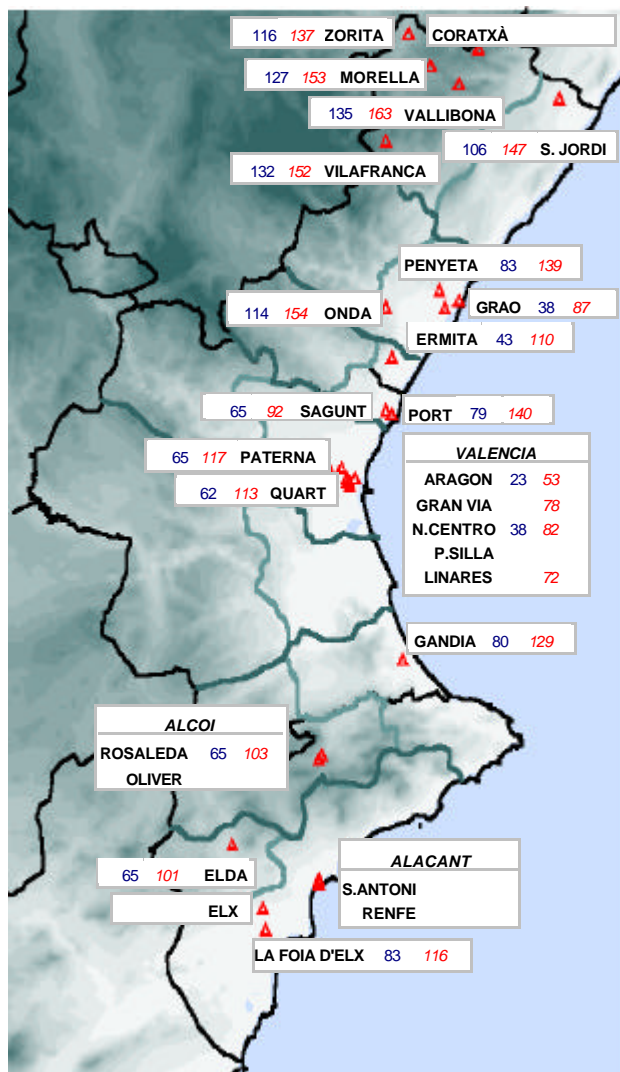 116 137 ZORITA
CORATXÀ
127 153 MORELLA
135 163 VALLIBONA
106 147 S. JORDI
132 152 VILAFRANCA
PENYETA 83 139
114 154 ONDA
GRAO 38 87
ERMITA 43 110
65 92 SAGUNT
PORT 79 140
65 117 PATERNA
62 113 QUART
VALENCIA
ARAGON 23 53
GRAN VIA 78
N.CENTRO 38 82
P.SILLA
LINARES 72
GANDIA 80 129
ALCOI
ROSALEDA 65 103
OLIVER
65 101 ELDA
ELX
ALACANT
S.ANTONI
RENFE
LA FOIA D'ELX 83 116